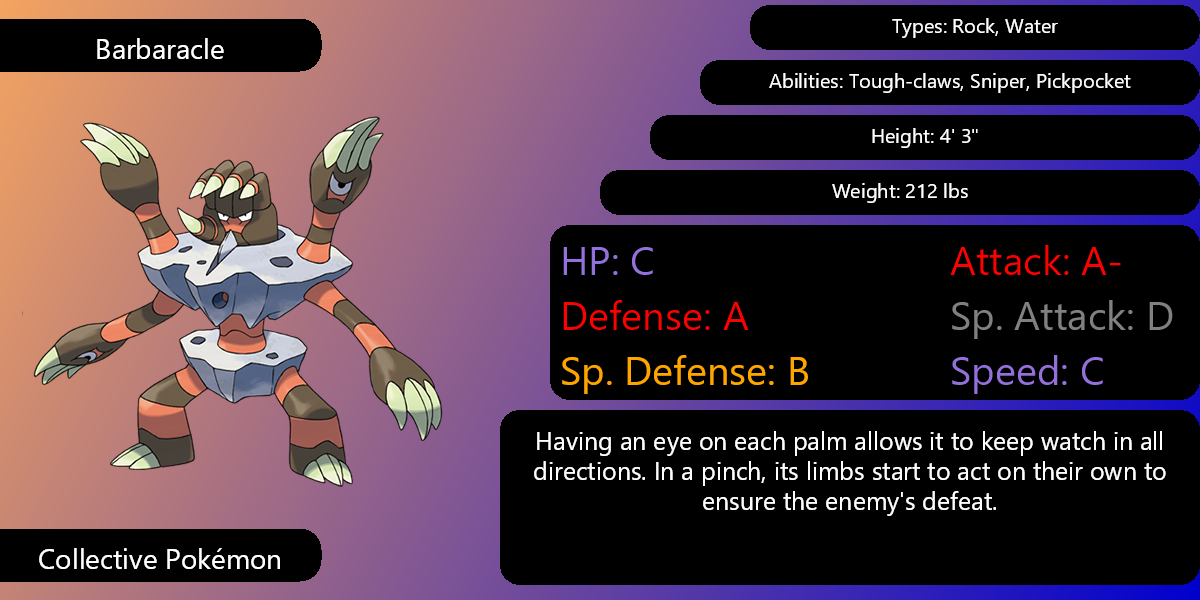 Barbaracle
Types: Rock, Water
Abilities: Tough-claws, Sniper, Pickpocket
Height: 4' 3"
Weight: 212 lbs
HP: C
Attack: A-
Defense: A
Sp. Attack: D
Sp. Defense: B
Speed: C
Having an eye on each palm allows it to keep watch in all
directions. In a pinch, its limbs start to act on their own to
ensure the enemy's defeat.
Collective Pokémon